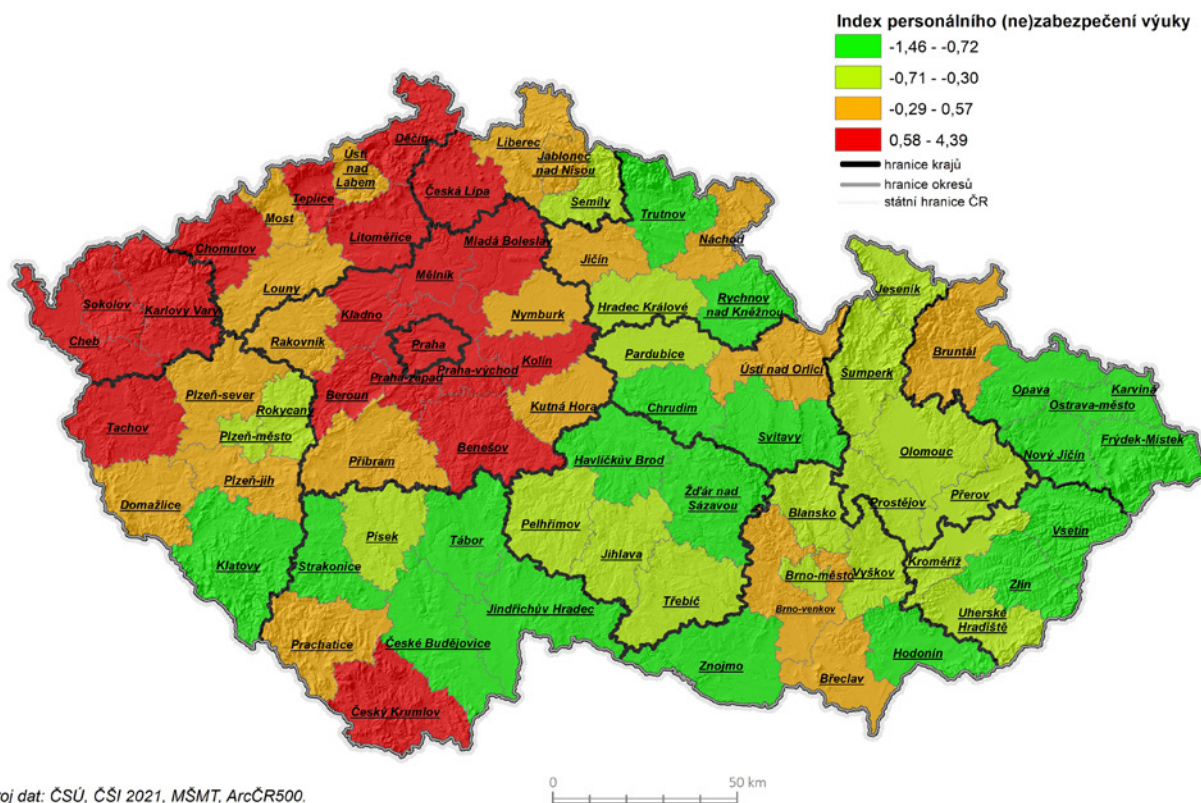 Index personálního (ne)zabezpečení výuky
-1,46 - -0,72
-0,71 - -0,30
-0,29 - 0,57
0,58 - 4,39
hranice krajů
hranice okresů
státní hranice ČR
Děčín
Liberec
Ústí
nad
Labem
Jablonec
nad Nisou
Česká Lípa
Teplice
Semily
Most
Trutnov
Litoměřice
Chomutov
Mladá Boleslav
Náchod
Jičín
Mělník
Jeseník
Louny
Sokolov
Karlovy Vary
Hradec Králové
Rychnov
nad Kněžnou
Kladno
Nymburk
Cheb
Rakovník
Praha
Bruntál
Pardubice
Kolín
Praha-východ
Ústí nad Orlicí
Šumperk
Praha-západ
Beroun
Plzeň-sever
Opava
Karviná
Ostrava-město
Rokycany
Kutná Hora
Chrudim
Tachov
Plzeň-město
Svitavy
Frýdek-Místek
Benešov
Olomouc
Nový Jičín
Příbram
Havlíčkův Brod
Plzeň-jih
Domažlice
Žďár nad
Sázavou
Přerov
Prostějov
Blansko
Pelhřimov
Vsetín
Písek
Tábor
Jihlava
Kroměříž
Klatovy
Strakonice
Brno-město
Vyškov
Zlín
Třebíč
Jindřichův Hradec
Brno-venkov
Uherské
Hradiště
Prachatice
České Budějovice
Hodonín
Znojmo
Břeclav
Český Krumlov
roj dat: ČSÚ, ČŠI 2021, MŠMT, ArcČR500.
0
50 km